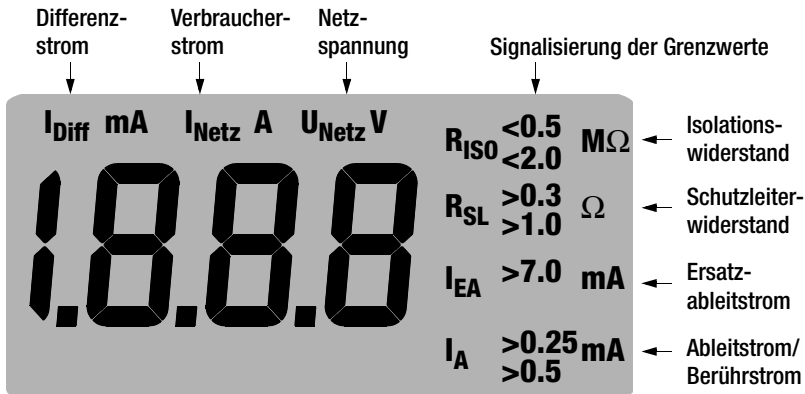 Differenz-
strom
Verbraucher-
strom
Netz-
spannung
Signalisierung der Grenzwerte
I_Diff mA I_Netz A U_Netz V
1.8.8.8
R_ISO <0.5 MΩ
<2.0
Isolations-
widerstand
R_SL >0.3 Ω
>1.0
Schutzleiter-
widerstand
I_EA >7.0 mA
Ersatz-
ableitstrom
I_A >0.25 mA
>0.5
Ableitstrom/
Berührstrom